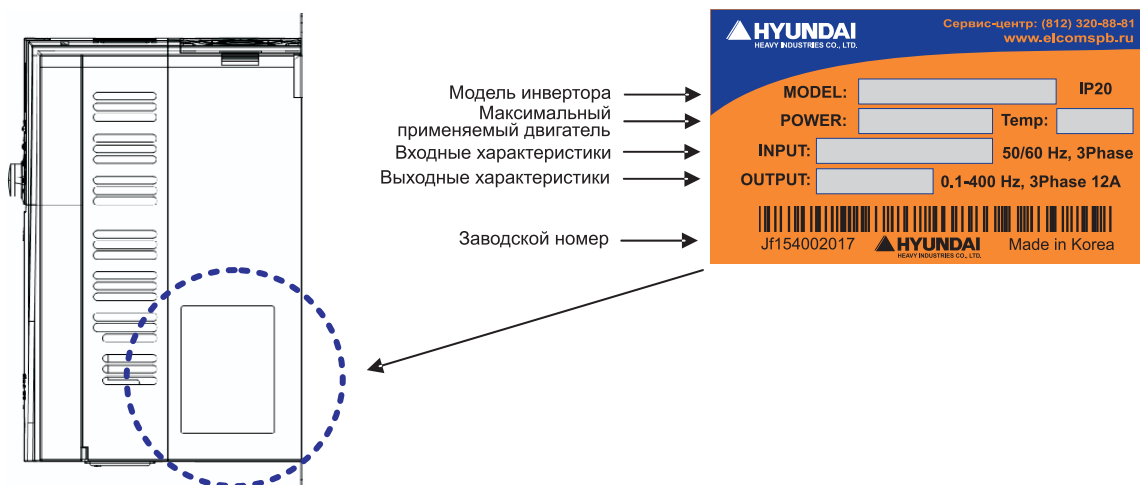 Модель инвертора
Максимальный
применяемый двигатель
Входные характеристики
Выходные характеристики
Заводской номер
HYUNDAI
HEAVY INDUSTRIES CO., LTD.
Сервис-центр: (812) 320-88-81
www.elcomspb.ru
MODEL:
IP20
POWER:
Temp:
INPUT:
50/60 Hz, 3Phase
OUTPUT:
0.1-400 Hz, 3Phase 12A
Jf154002017
HYUNDAI
HEAVY INDUSTRIES CO., LTD.
Made in Korea